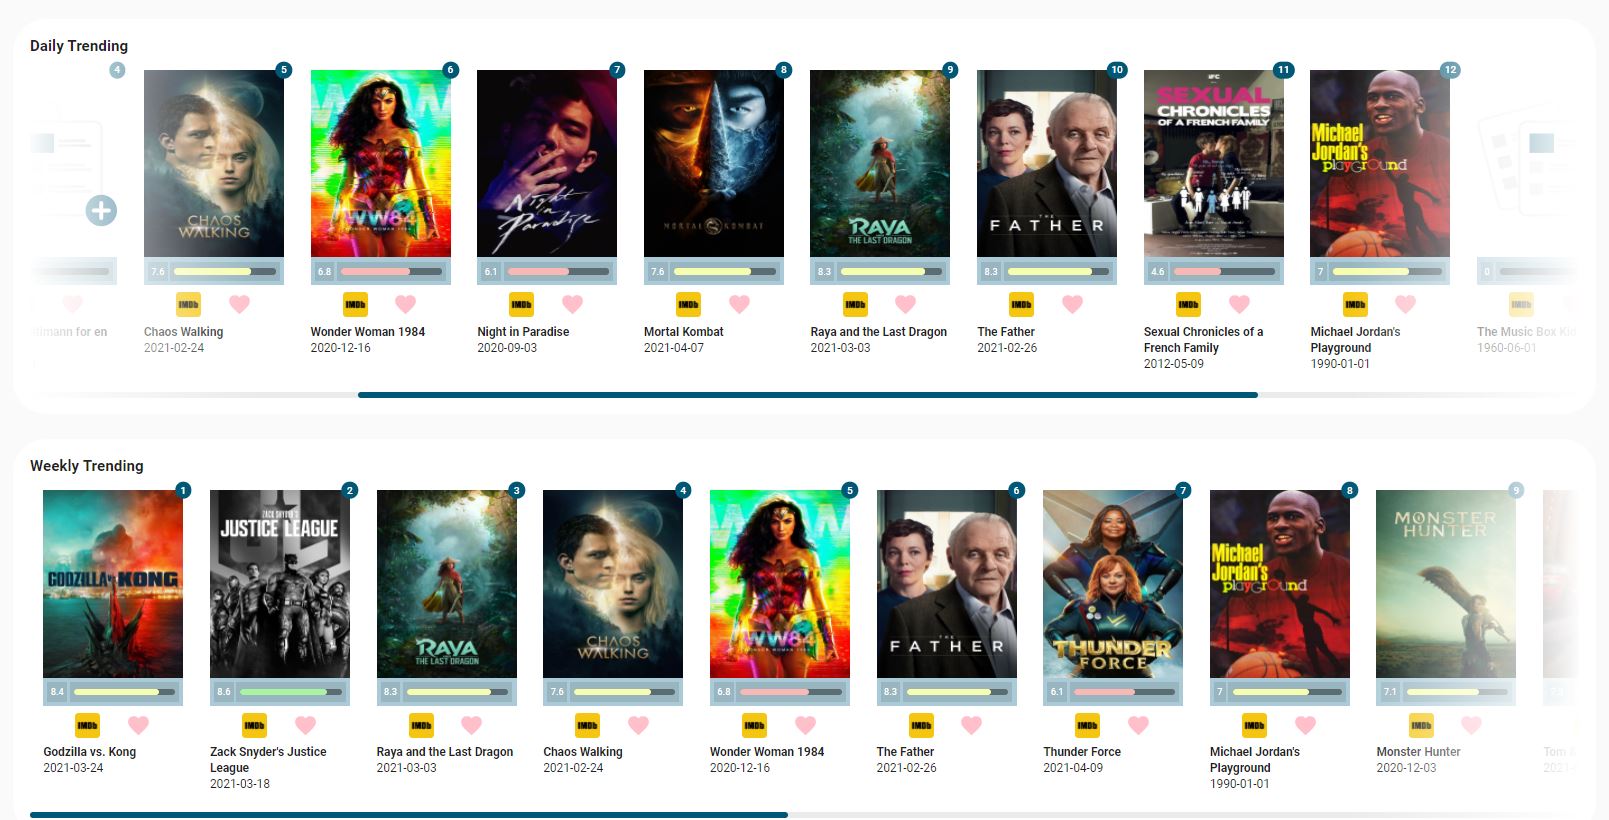 Daily Trending
4
5
6
7
8
9
10
11
12
CHAOS
WALKING
WW84
WONDER WOMAN 1984
Night
in
Paradise
MORTAL KOMBAT
RAYA
THE LAST DRAGON
THE
FATHER
IFC
SEXUAL
CHRONICLES
OF A FRENCH FAMILY
Michael
Jordan's
playGrOund
7.6
6.8
6.1
7.6
8.3
8.3
4.6
7
0
IMDb
IMDb
IMDb
IMDb
IMDb
IMDb
IMDb
IMDb
IMDb
for en
Chaos Walking
2021-02-24
Wonder Woman 1984
2020-12-16
Night in Paradise
2020-09-03
Mortal Kombat
2021-04-07
Raya and the Last Dragon
2021-03-03
The Father
2021-02-26
Sexual Chronicles of a
French Family
2012-05-09
Michael Jordan's
Playground
1990-01-01
The Music Box Kid
1960-06-01
Weekly Trending
1
2
3
4
5
6
7
8
9
GODZILLA VS KONG
ZACK SNYDER'S
JUSTICE LEAGUE
RAYA
THE LAST DRAGON
CHAOS
WALKING
WW84
WONDER WOMAN 1984
THE
FATHER
THUNDER
FORCE
Michael
Jordan's
playGrOund
MONSTER
HUNTER
8.4
8.6
8.3
7.6
6.8
8.3
6.1
7
7.1
7.3
IMDb
IMDb
IMDb
IMDb
IMDb
IMDb
IMDb
IMDb
IMDb
Godzilla vs. Kong
2021-03-24
Zack Snyder's Justice
League
2021-03-18
Raya and the Last Dragon
2021-03-03
Chaos Walking
2021-02-24
Wonder Woman 1984
2020-12-16
The Father
2021-02-26
Thunder Force
2021-04-09
Michael Jordan's
Playground
1990-01-01
Monster Hunter
2020-12-03
Tom &
2021-